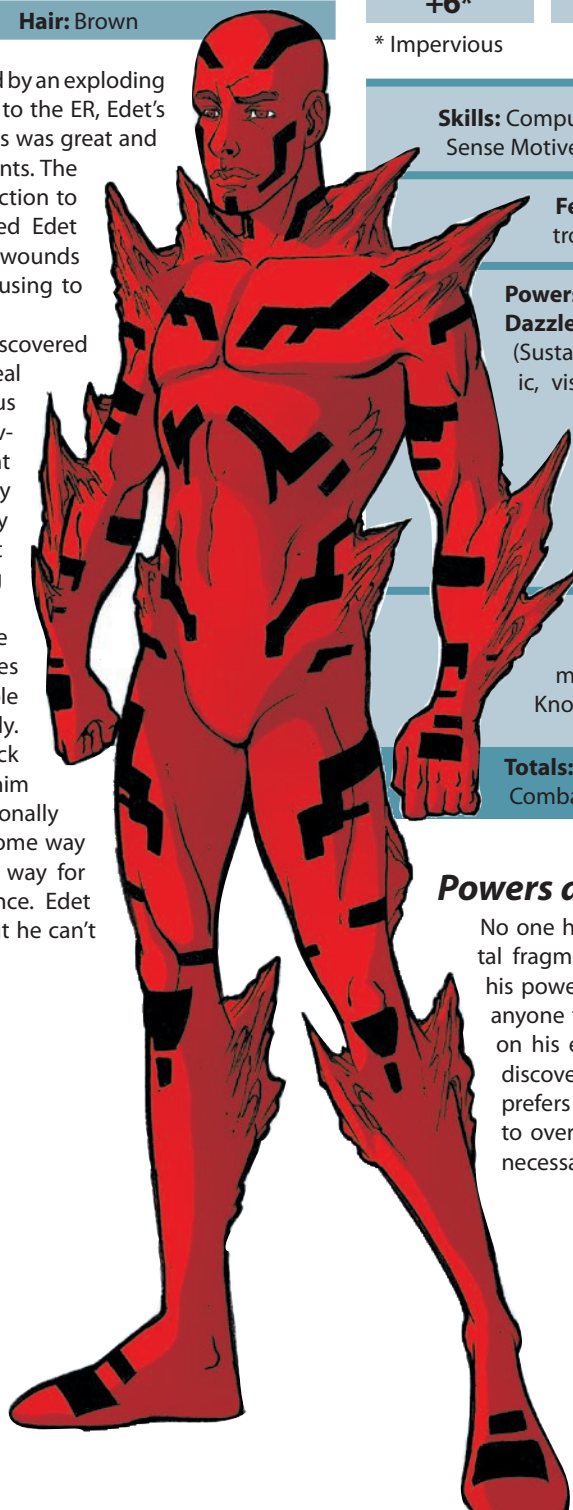 Hair: Brown
d by an exploding
to the ER, Edet's
s was great and
nts. The
ction to
ed Edet
wounds
using to
scovered
eal
us
v-
nt
y
y
t
g
e
es
ole
ly.
ck
him
onally
ome way
way for
nce. Edet
ut he can't
+6*
* Impervious
Skills: Compu
Sense Motive
Fe
tro
Powers
Dazzle
(Susta
ic, vis
m
Kno
Totals:
Comba
Powers a
No one h
tal fragm
his powe
anyone
on his e
discove
prefers
to over
necessa